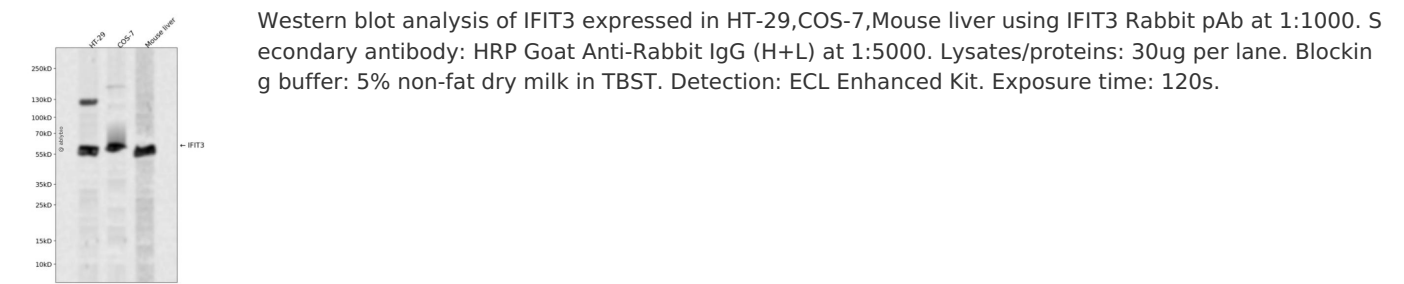 Western blot analysis of IFIT3 expressed in HT-29,COS-7,Mouse liver using IFIT3 Rabbit pAb at 1:1000. S
econdary antibody: HRP Goat Anti-Rabbit IgG (H+L) at 1:5000. Lysates/proteins: 30ug per lane. Blockin
g buffer: 5% non-fat dry milk in TBST. Detection: ECL Enhanced Kit. Exposure time: 120s.
HT-29
COS-7
Mouse liver
250kD
130kD
100kD
70kD
55kD
35kD
25kD
15kD
10kD
← IFIT3